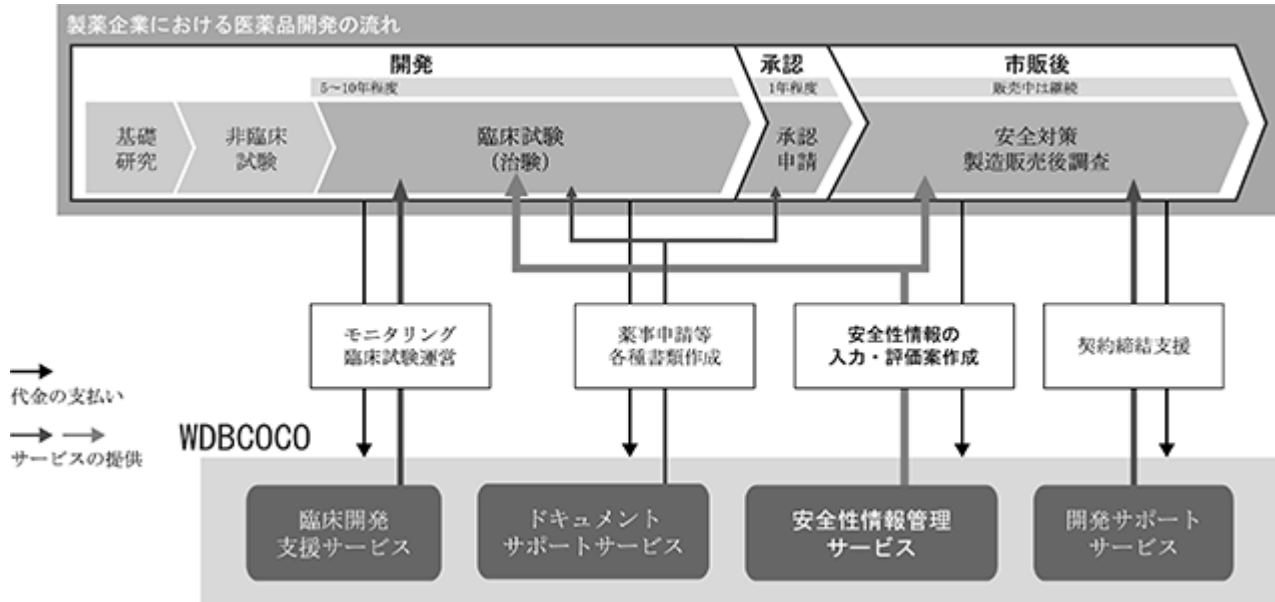 製薬企業における医薬品開発の流れ
開発
承認
市販後
5～10年程度
1年程度
販売中は継続
基礎
研究
非臨床
試験
臨床試験
(治験)
承認
申請
安全対策
製造販売後調査
モニタリング
臨床試験運営
薬事申請等
各種書類作成
安全性情報の
入力・評価案作成
契約締結支援
代金の支払い
サービスの提供
WDBCOCO
臨床開発
支援サービス
ドキュメント
サポートサービス
安全性情報管理
サービス
開発サポート
サービス